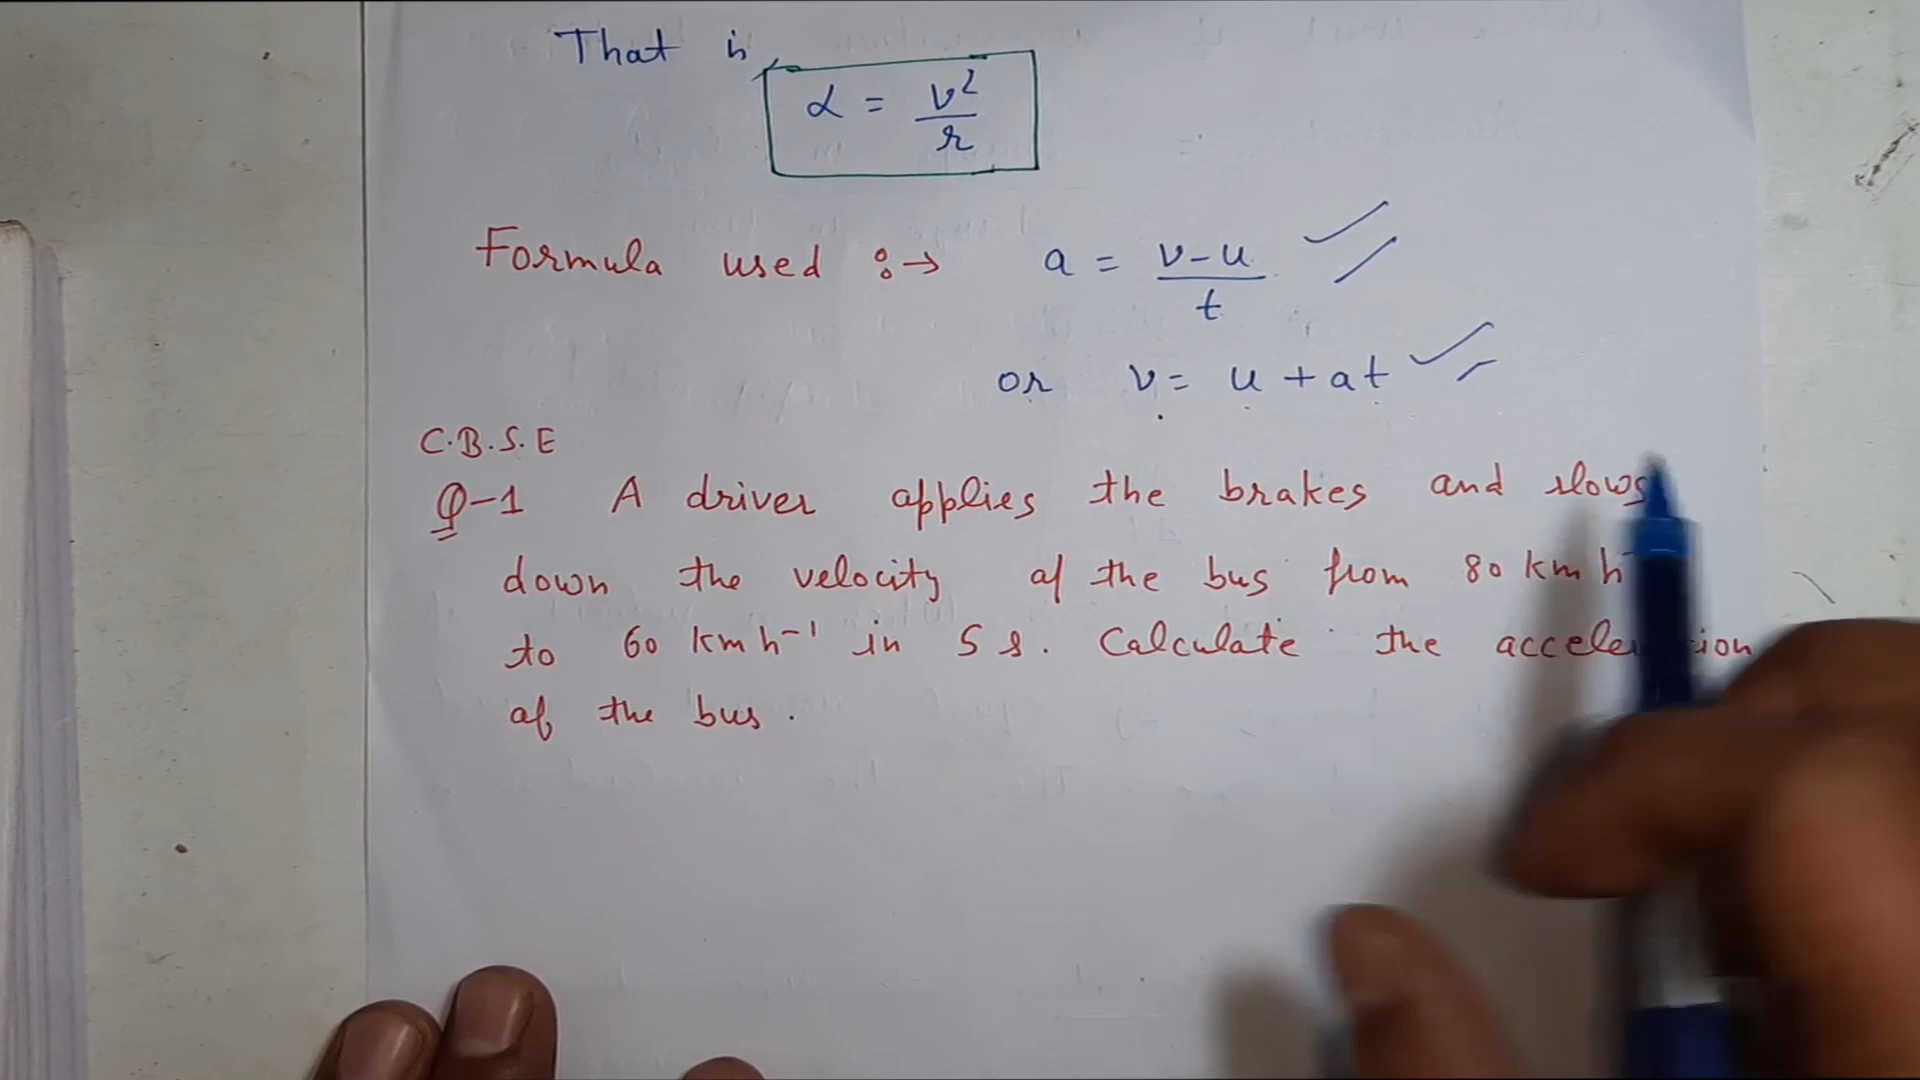 That is
α = v²/r
Formula used :→ a = v-u/t
or v = u + at
C.B.S.E
Q-1 A driver applies the brakes and slows
down the velocity of the bus from 80 km h
to 60 km h⁻¹ in 5 s. Calculate the
of the bus.